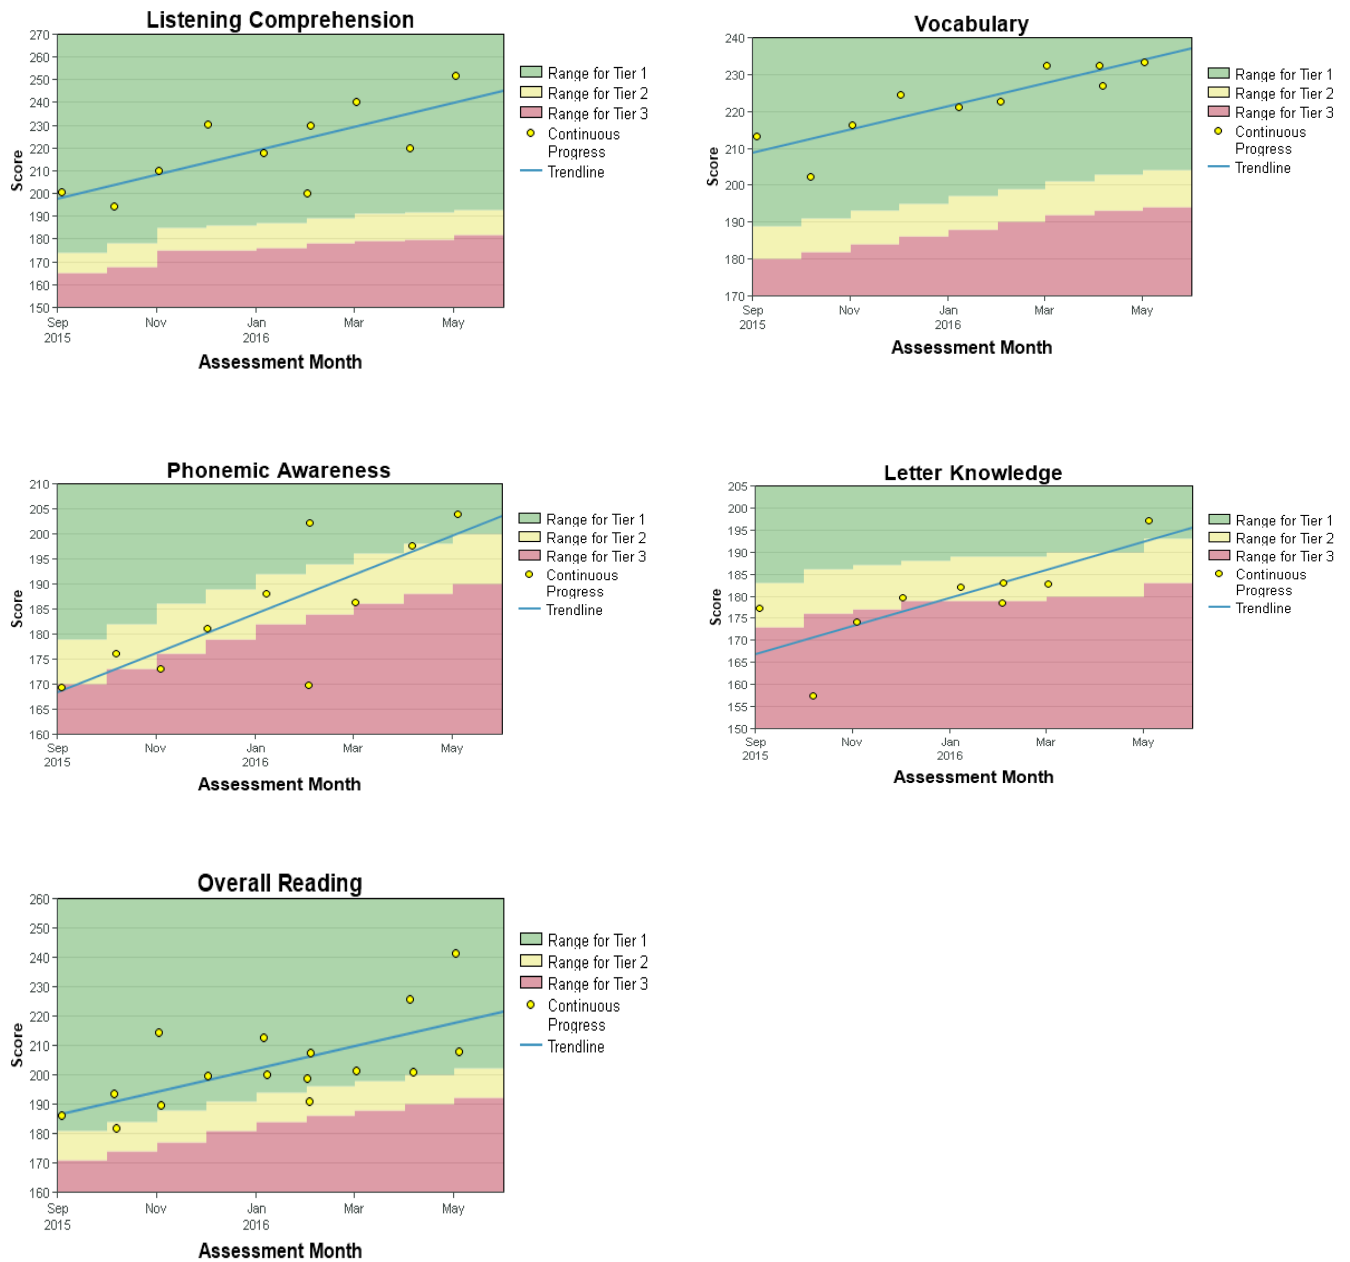 Listening Comprehension
270
260
250
240
230
220
210
200
190
180
170
160
150
Score
Sep
2015
Nov
Jan
2016
Mar
May
Assessment Month
Range for Tier 1
Range for Tier 2
Range for Tier 3
Continuous
Progress
Trendline
Vocabulary
240
230
220
210
200
190
180
170
Score
Sep
2015
Nov
Jan
2016
Mar
May
Assessment Month
Range for Tier 1
Range for Tier 2
Range for Tier 3
Continuous
Progress
Trendline
Phonemic Awareness
210
205
200
195
190
185
180
175
170
165
160
Score
Sep
2015
Nov
Jan
2016
Mar
May
Assessment Month
Range for Tier 1
Range for Tier 2
Range for Tier 3
Continuous
Progress
Trendline
Letter Knowledge
205
200
195
190
185
180
175
170
165
160
155
150
Score
Sep
2015
Nov
Jan
2016
Mar
May
Assessment Month
Range for Tier 1
Range for Tier 2
Range for Tier 3
Continuous
Progress
Trendline
Overall Reading
260
250
240
230
220
210
200
190
180
170
160
Score
Sep
2015
Nov
Jan
2016
Mar
May
Assessment Month
Range for Tier 1
Range for Tier 2
Range for Tier 3
Continuous
Progress
Trendline